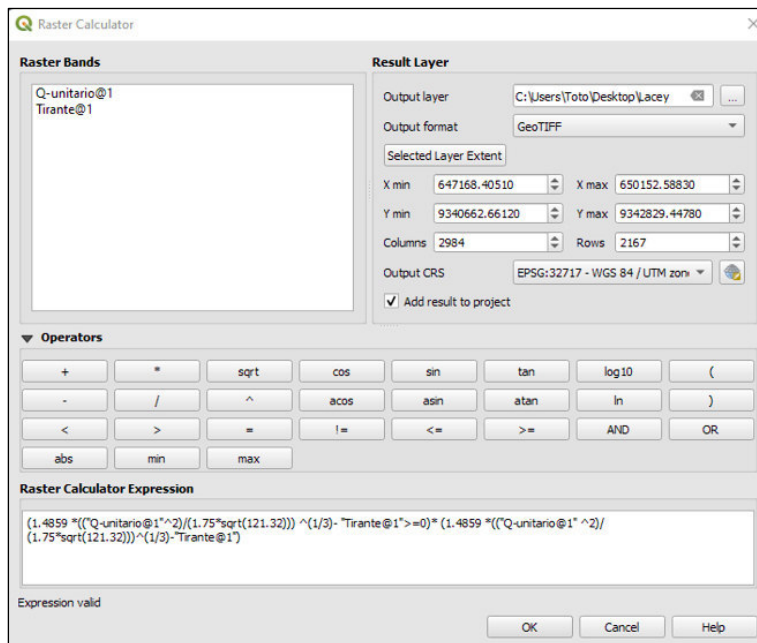 Raster Calculator
Raster Bands
Q-unitario@1
Tirante@1
Result Layer
Output layer C:\Users\Toto\Desktop\Lacey ...
Output format GeoTIFF
Selected Layer Extent
X min 647168.40510 X max 650152.58830
Y min 9340662.66120 Y max 9342829.44780
Columns 2984 Rows 2167
Output CRS EPSG:32717 - WGS 84 / UTM zon
Add result to project
Operators
+ * sqrt cos sin tan log10 (
- / ^ acos asin atan ln )
< > = != <= >= AND OR
abs min max
Raster Calculator Expression
(1.4859 *(("Q-unitario@1"^2)/(1.75*sqrt(121.32))) ^(1/3)- "Tirante@1">=0)* (1.4859 *(("Q-unitario@1" ^2)/
(1.75*sqrt(121.32)))^(1/3)-"Tirante@1")
Expression valid
OK Cancel Help